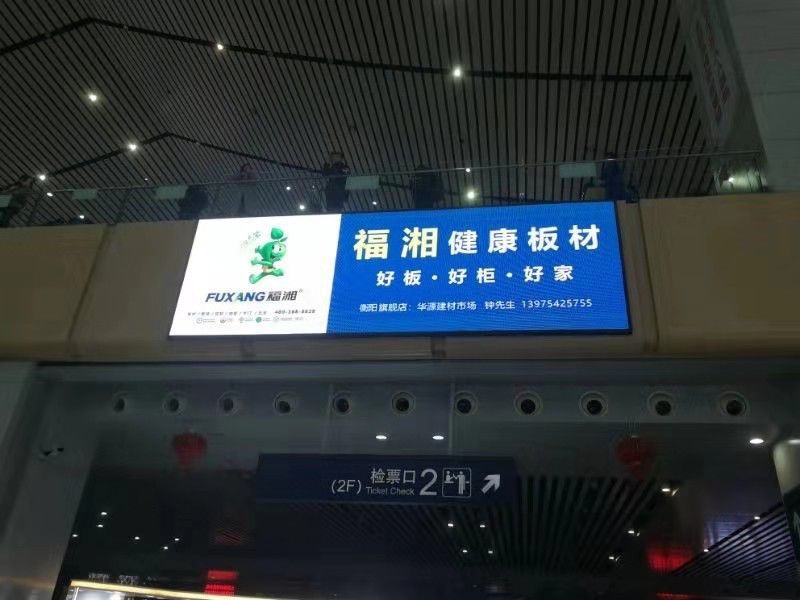 福湘健康板材
好板·好柜·好家
衡阳旗舰店：华源建材市场 钟先生 13975425755
FUXIANG福湘
检票口
(2F) Ticket Check 2